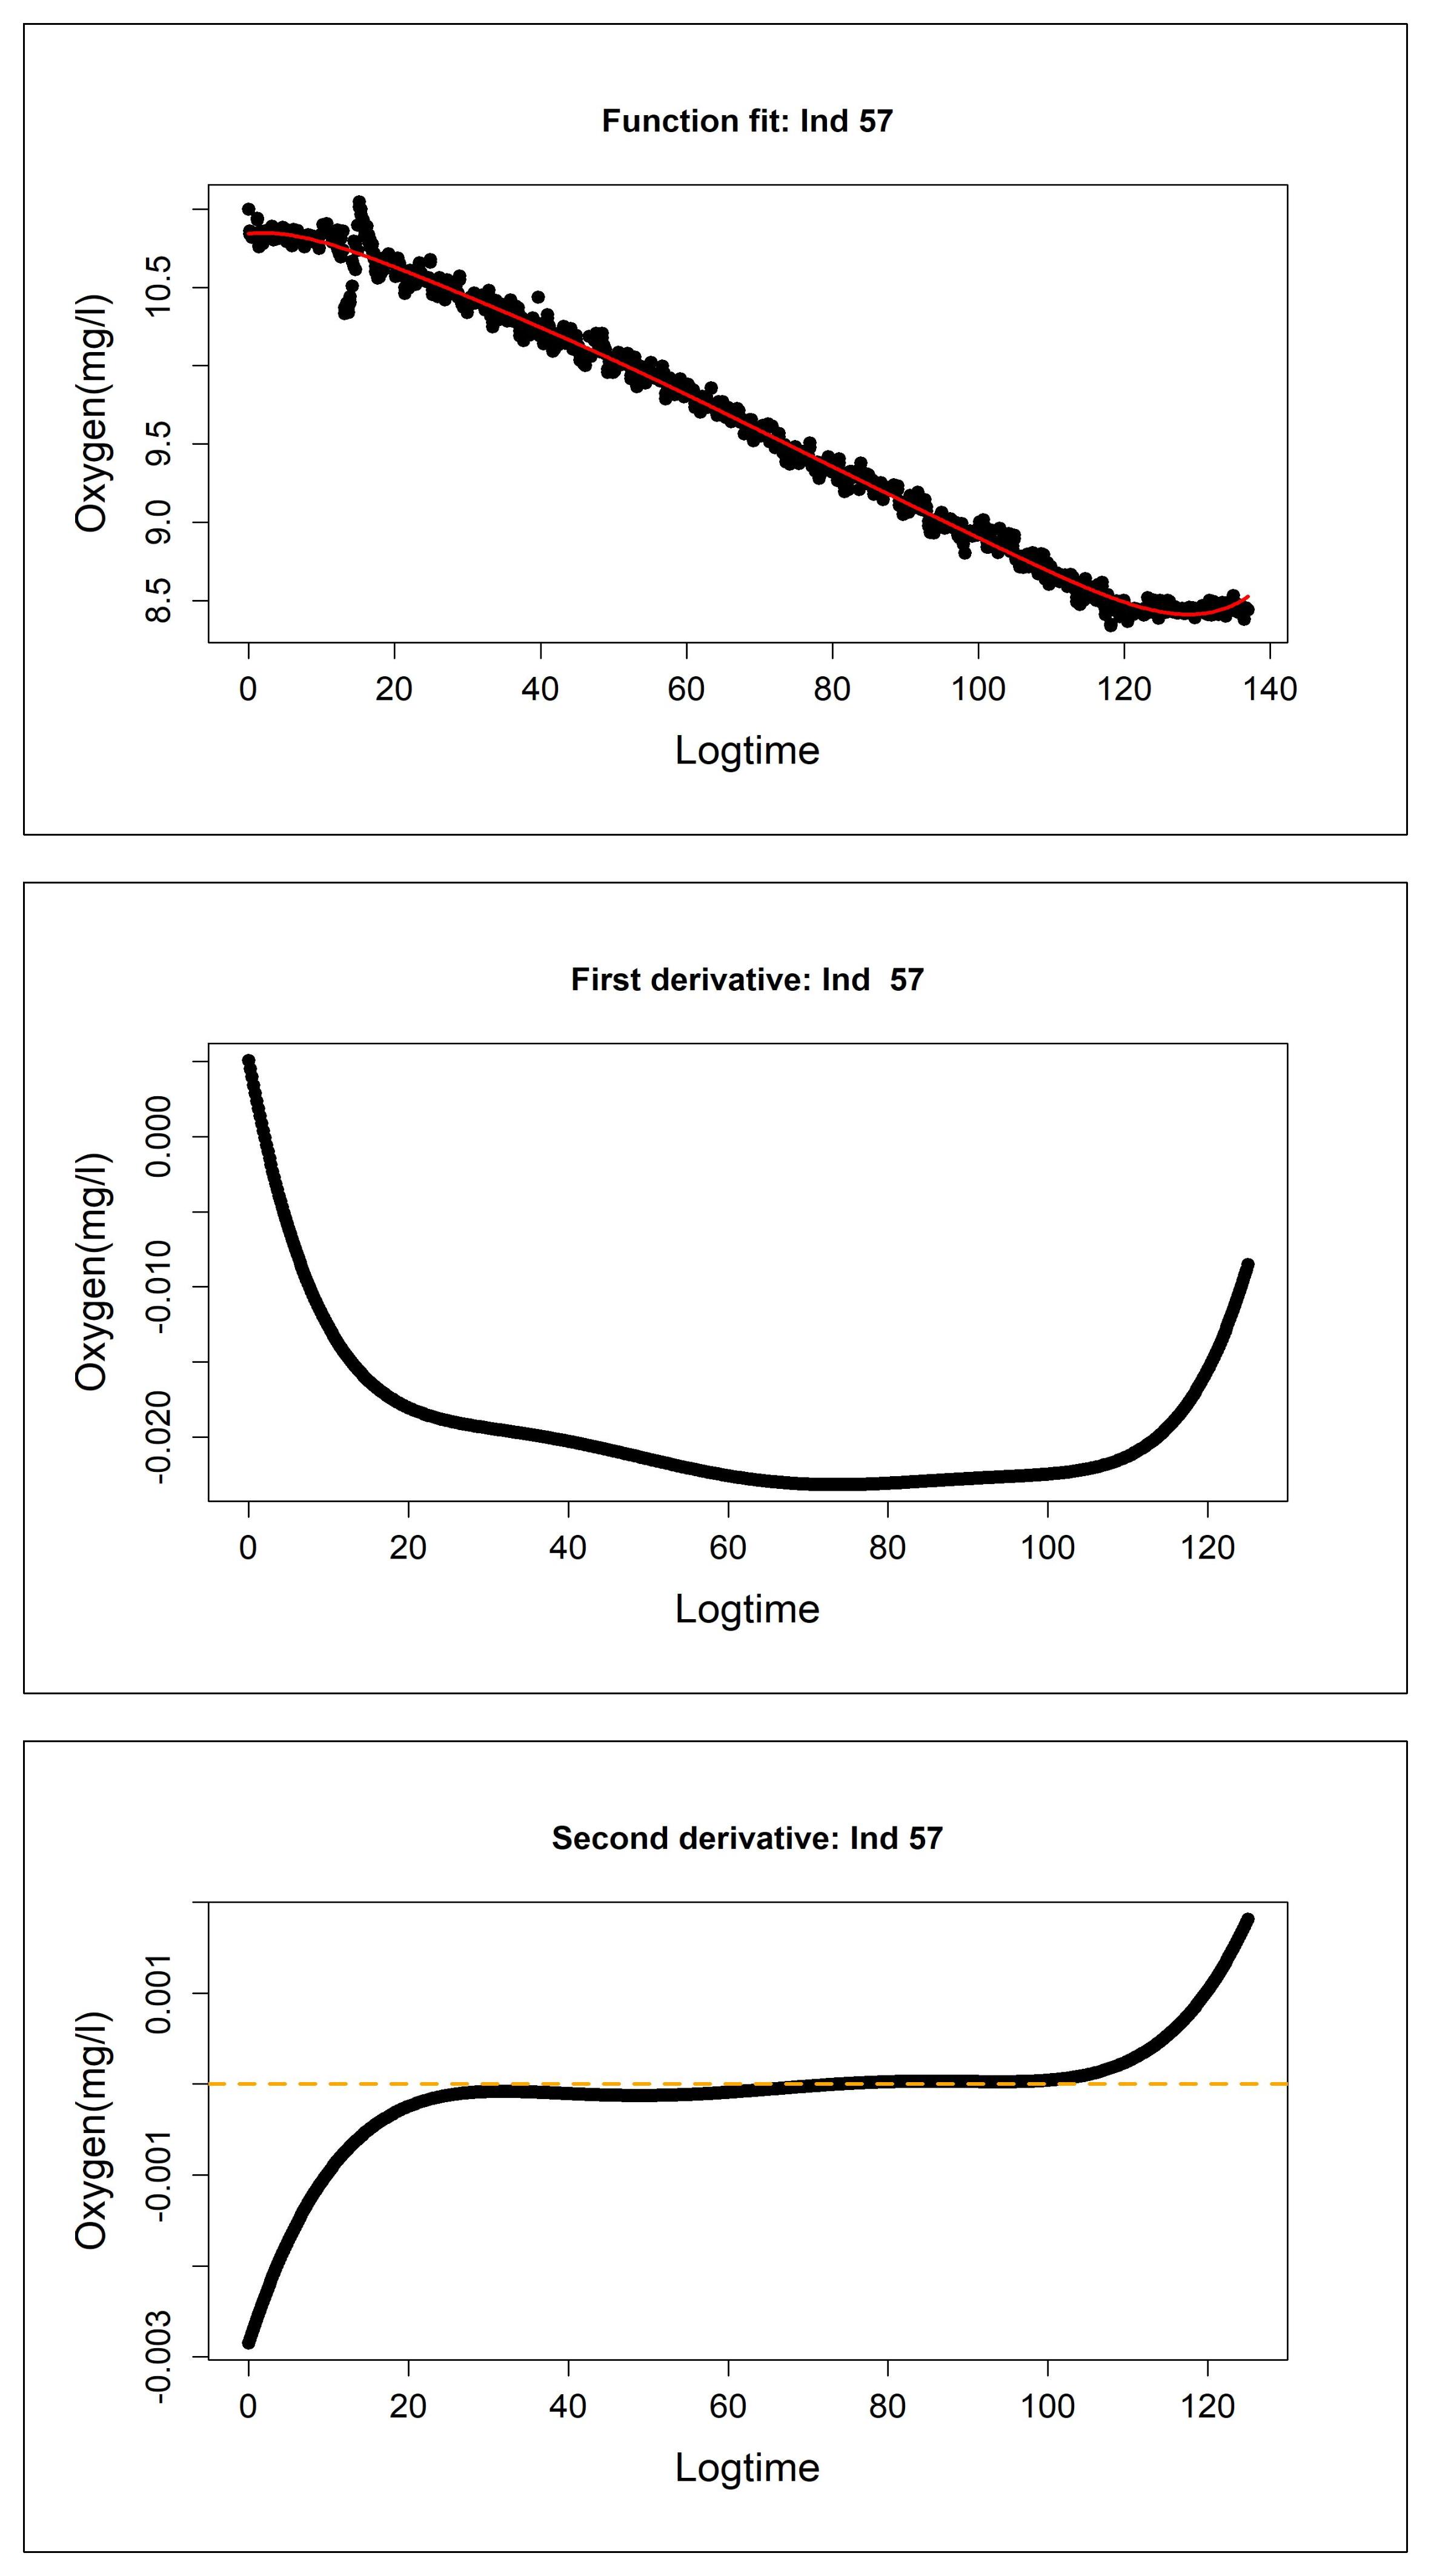 Function fit: Ind 57
Oxygen(mg/l)
10.5
9.5
9.0
8.5
0 20 40 60 80 100 120 140
Logtime
First derivative: Ind  57
Oxygen(mg/l)
0.000
-0.010
-0.020
0 20 40 60 80 100 120
Logtime
Second derivative: Ind 57
Oxygen(mg/l)
0.001
-0.001
-0.003
0 20 40 60 80 100 120
Logtime